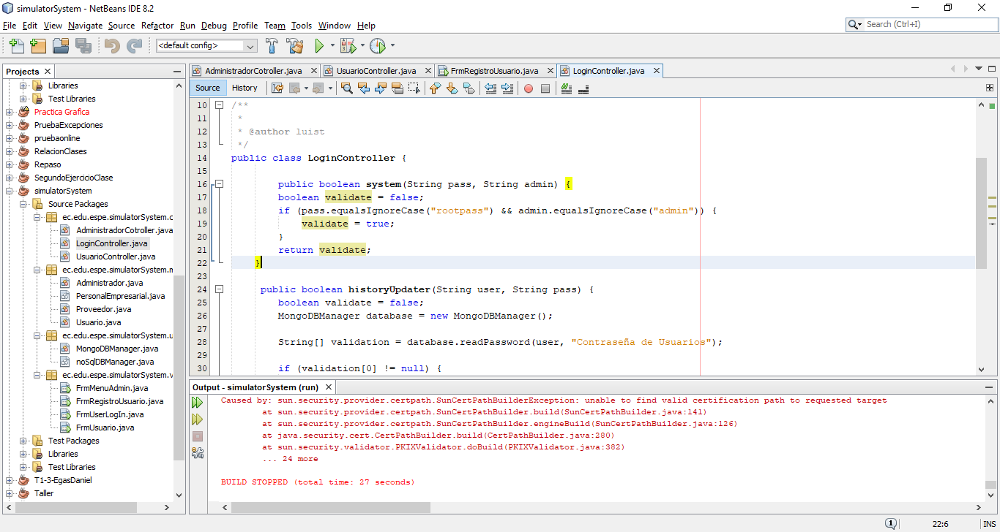 simulatorSystem - NetBeans IDE 8.2
File Edit View Navigate Source Refactor Run Debug Profile Team Tools Window Help
Search (Ctrl+I)
<default config>
Projects
Libraries
Test Libraries
Practica Grafica
PruebaExcepciones
pruebaonline
RelacionClases
Repaso
SegundoEjercicioClase
simulatorSystem
Source Packages
ec.edu.espe.simulatorSystem.c
AdministradorCotroller.java
LoginController.java
UsuarioController.java
ec.edu.espe.simulatorSystem.m
Administrador.java
PersonalEmpresarial.java
Proveedor.java
Usuario.java
ec.edu.espe.simulatorSystem.u
MongoDBManager.java
noSqlDBManager.java
ec.edu.espe.simulatorSystem.v
FrmMenuAdmin.java
FrmRegistroUsuario.java
FrmUserLogIn.java
FrmUsuario.java
Test Packages
Libraries
Test Libraries
T1-3-EgasDaniel
Taller
AdministradorCotroller.java UsuarioController.java FrmRegistroUsuario.java LoginController.java
Source History
10 /**
11 *
12 * @author luist
13 */
14 public class LoginController {
15
16 public boolean system(String pass, String admin) {
17 boolean validate = false;
18 if (pass.equalsIgnoreCase("rootpass") && admin.equalsIgnoreCase("admin")) {
19 validate = true;
20 }
21 return validate;
22 }
23
24 public boolean historyUpdater(String user, String pass) {
25 boolean validate = false;
26 MongoDBManager database = new MongoDBManager();
27
28 String[] validation = database.readPassword(user, "Contraseña de Usuarios");
29
30 if (validation[0] != null) {
Output - simulatorSystem (run)
Caused by: sun.security.provider.certpath.SunCertPathBuilderException: unable to find valid certification path to requested target
at sun.security.provider.certpath.SunCertPathBuilder.build(SunCertPathBuilder.java:141)
at sun.security.provider.certpath.SunCertPathBuilder.engineBuild(SunCertPathBuilder.java:126)
at java.security.cert.CertPathBuilder.build(CertPathBuilder.java:280)
at sun.security.validator.PKIXValidator.doBuild(PKIXValidator.java:382)
... 24 more
BUILD STOPPED (total time: 27 seconds)
1 22:6 INS